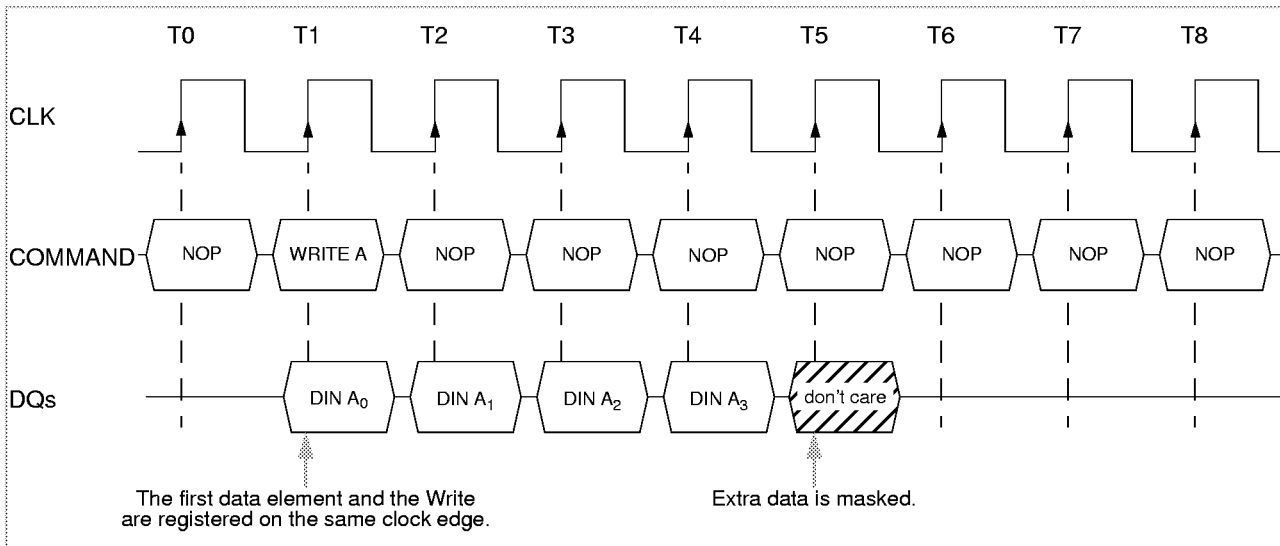 T0 T1 T2 T3 T4 T5 T6 T7 T8
CLK
COMMAND NOP WRITE A NOP NOP NOP NOP NOP NOP NOP
DQs DIN A0 DIN A1 DIN A2 DIN A3 don't care
The first data element and the Write
are registered on the same clock edge.
Extra data is masked.